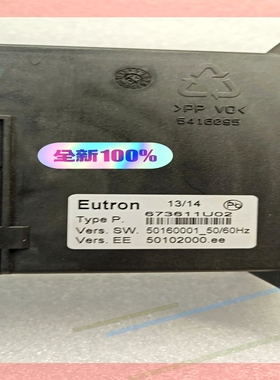 >PP V0<
5416095
全新100%
Eutron 13/14
Type P. 673611U02
Vers. SW. 50160001_50/60Hz
Vers. EE 50102000.ee